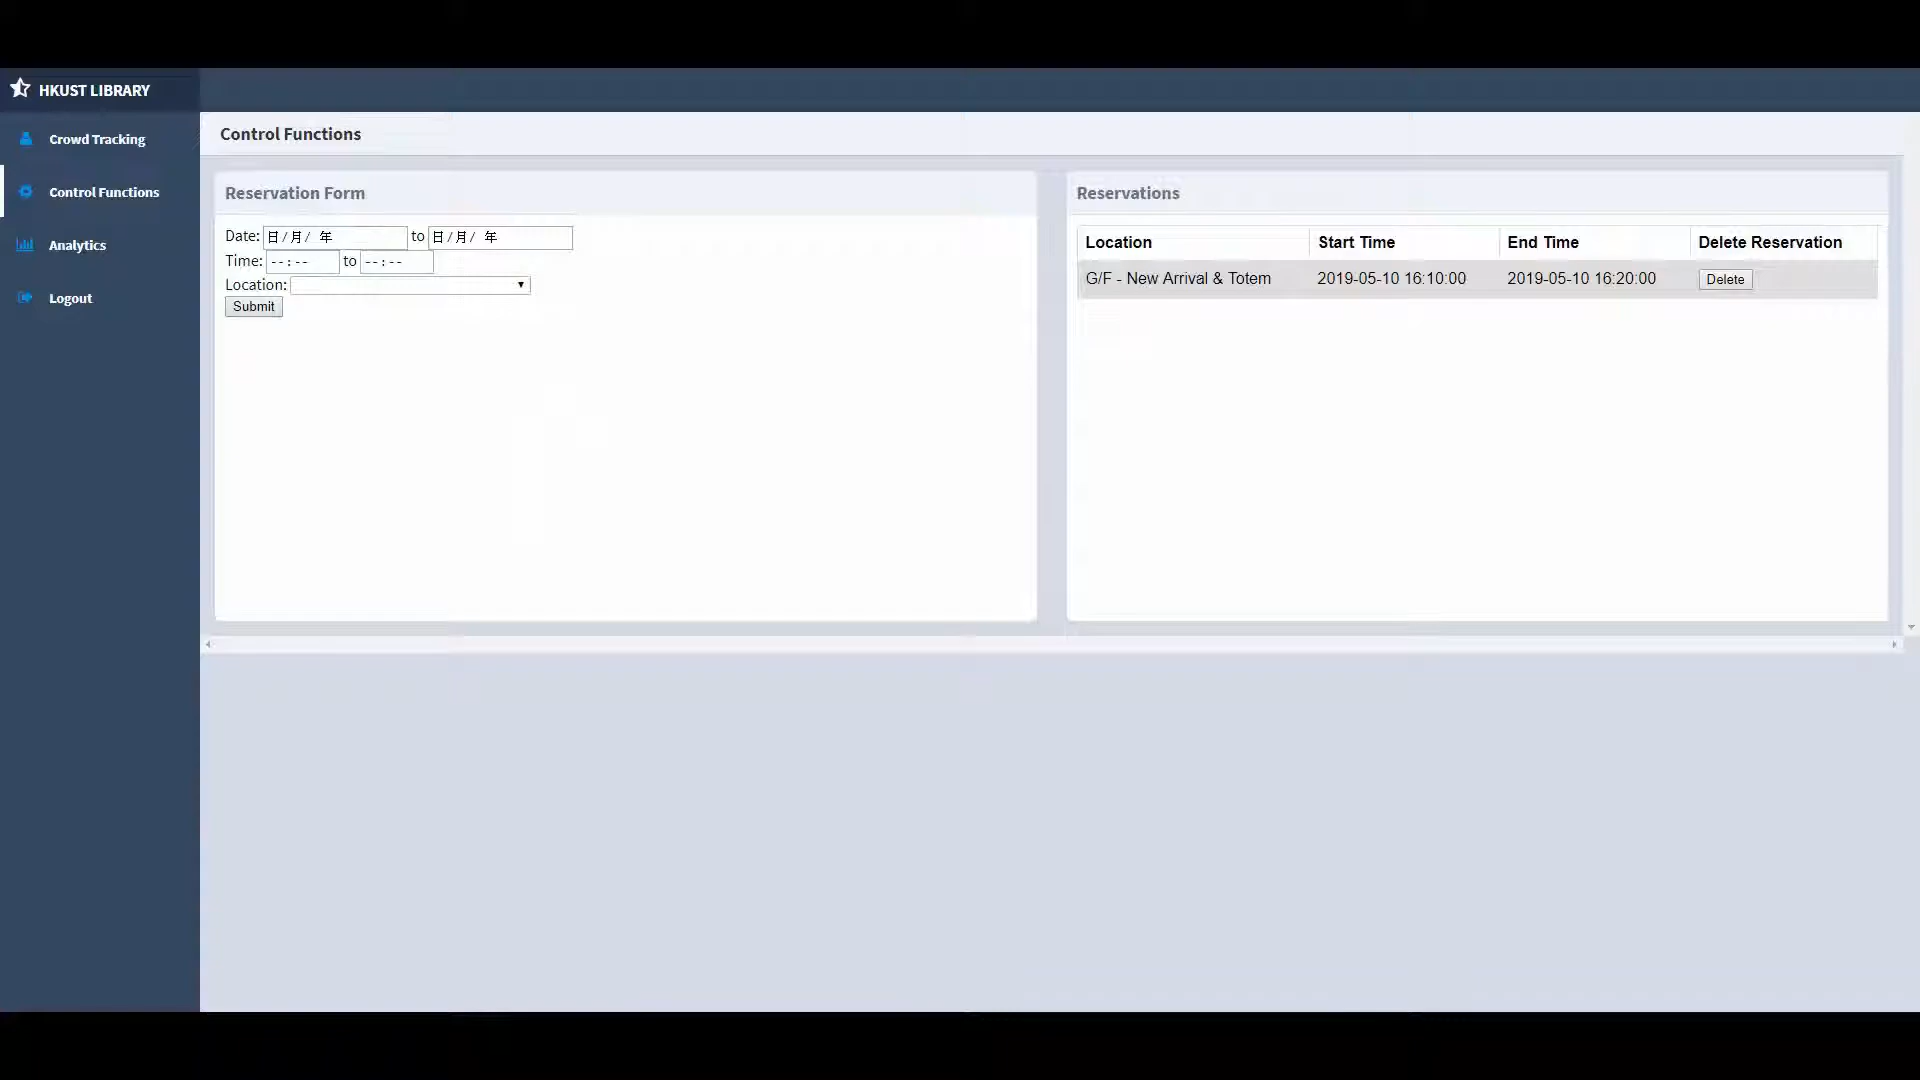 HKUST LIBRARY
Crowd Tracking
Control Functions
Analytics
Logout
Control Functions
Reservation Form
Date: 日/月/ 年 to 日/月/ 年
Time: --:-- to --:--
Location:
Submit
Reservations
Location Start Time End Time Delete Reservation
G/F - New Arrival & Totem 2019-05-10 16:10:00 2019-05-10 16:20:00 Delete